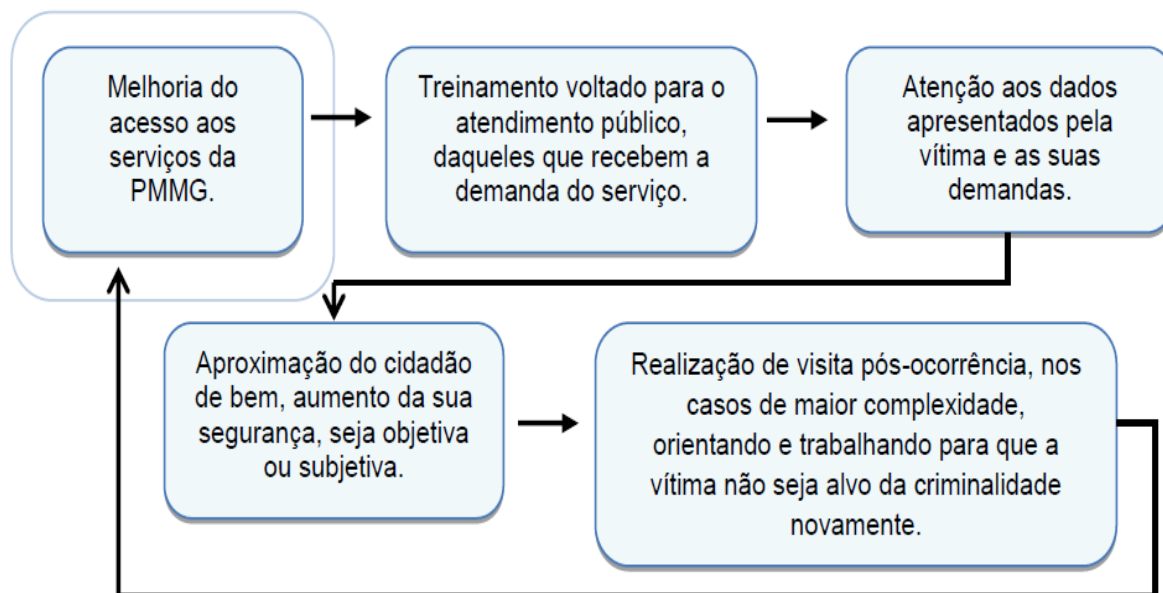 Melhoria do
acesso aos
serviços da
PMMG.
Treinamento voltado para o
atendimento público,
daqueles que recebem a
demanda do serviço.
Atenção aos dados
apresentados pela
vítima e as suas
demandas.
Aproximação do cidadão
de bem, aumento da sua
segurança, seja objetiva
ou subjetiva.
Realização de visita pós-ocorrência, nos
casos de maior complexidade,
orientando e trabalhando para que a
vítima não seja alvo da criminalidade
novamente.